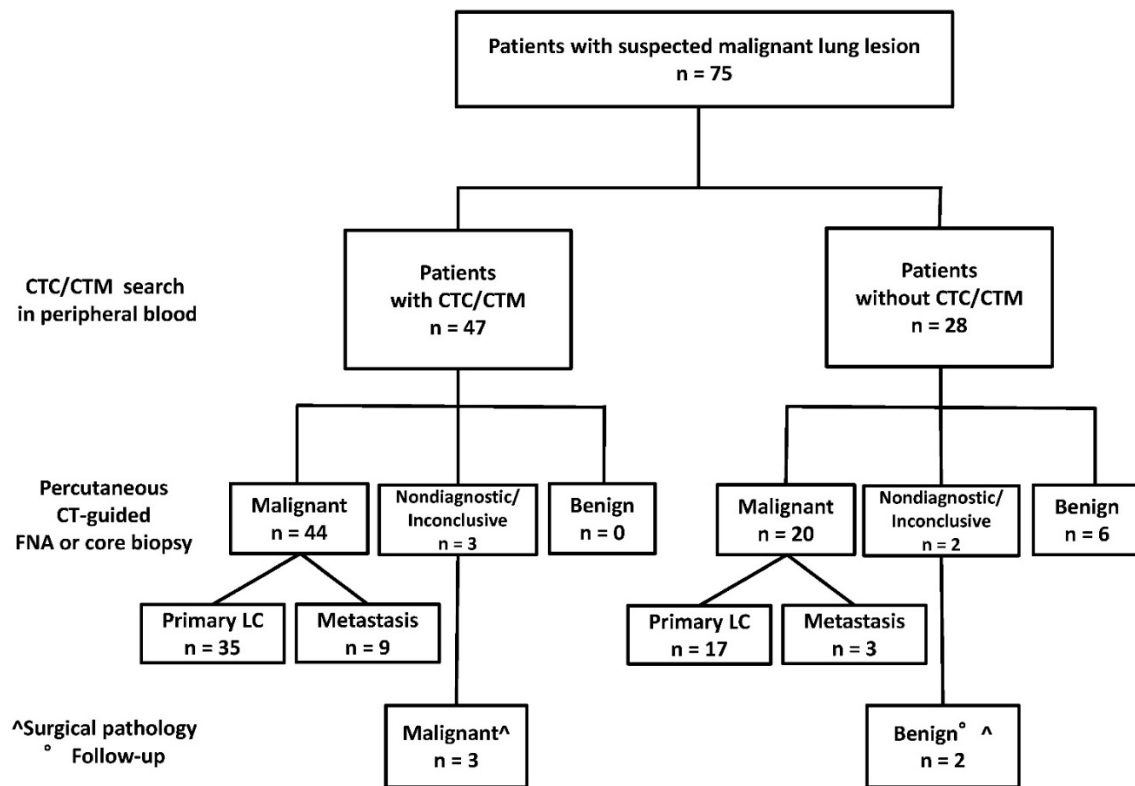 Patients with suspected malignant lung lesion
n = 75
CTC/CTM search
in peripheral blood
Patients
with CTC/CTM
n = 47
Patients
without CTC/CTM
n = 28
Percutaneous
CT-guided
FNA or core biopsy
Malignant
n = 44
Nondiagnostic/
Inconclusive
n = 3
Benign
n = 0
Malignant
n = 20
Nondiagnostic/
Inconclusive
n = 2
Benign
n = 6
Primary LC
n = 35
Metastasis
n = 9
Primary LC
n = 17
Metastasis
n = 3
^Surgical pathology
° Follow-up
Malignant^
n = 3
Benign° ^
n = 2